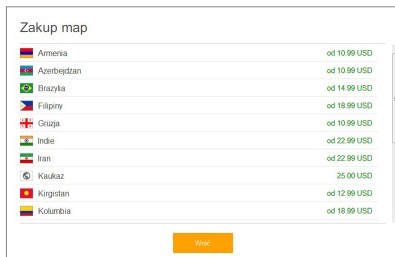 Zakup map
Armenia od 10.99 USD
Azerbejdżan od 10.99 USD
Brazylia od 14.99 USD
Filipiny od 18.99 USD
Gruzja od 10.99 USD
Indie od 22.99 USD
Iran od 22.99 USD
Kaukaz 25.00 USD
Kirgistan od 12.99 USD
Kolumbia od 18.99 USD
Wróć